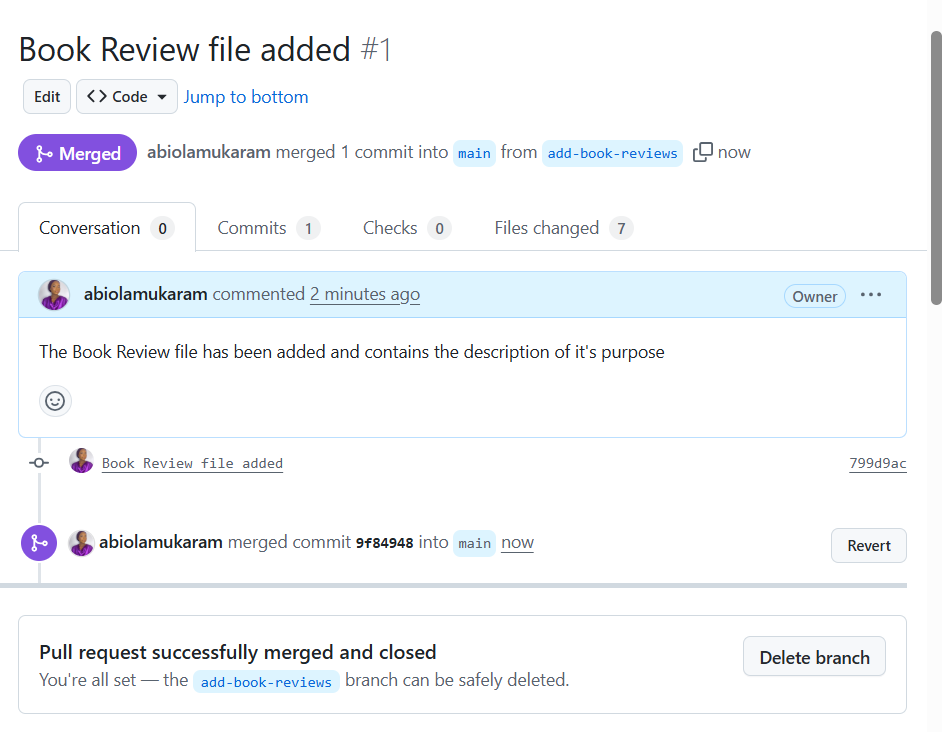 Book Review file added #1
Edit <> Code Jump to bottom
Merged abiolamukaram merged 1 commit into main from add-book-reviews now
Conversation 0 Commits 1 Checks 0 Files changed 7
abiolamukaram commented 2 minutes ago Owner ...
The Book Review file has been added and contains the description of it's purpose
Book Review file added 799d9ac
abiolamukaram merged commit 9f84948 into main now Revert
Pull request successfully merged and closed
You're all set — the add-book-reviews branch can be safely deleted.
Delete branch